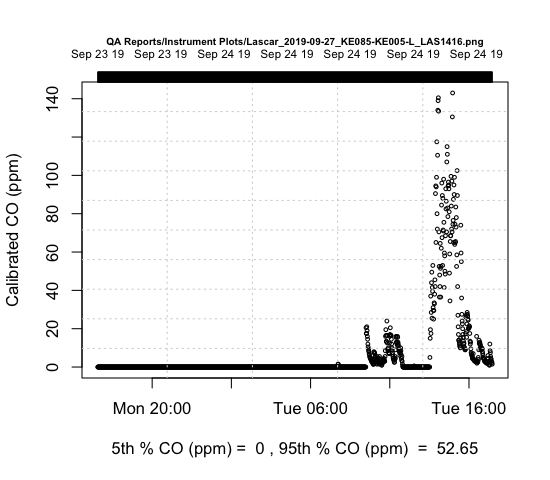 QA Reports/Instrument Plots/Lascar_2019-09-27_KE085-KE005-L_LAS1416.png
Sep 23 19 Sep 23 19 Sep 23 19 Sep 23 19 Sep 24 19 Sep 24 19 Sep 24 19
140
100
80
60
40
20
0
Calibrated CO (ppm)
Mon 20:00 Tue 06:00 Tue 16:00
5th % CO (ppm) = 0 , 95th % CO (ppm) = 52.65